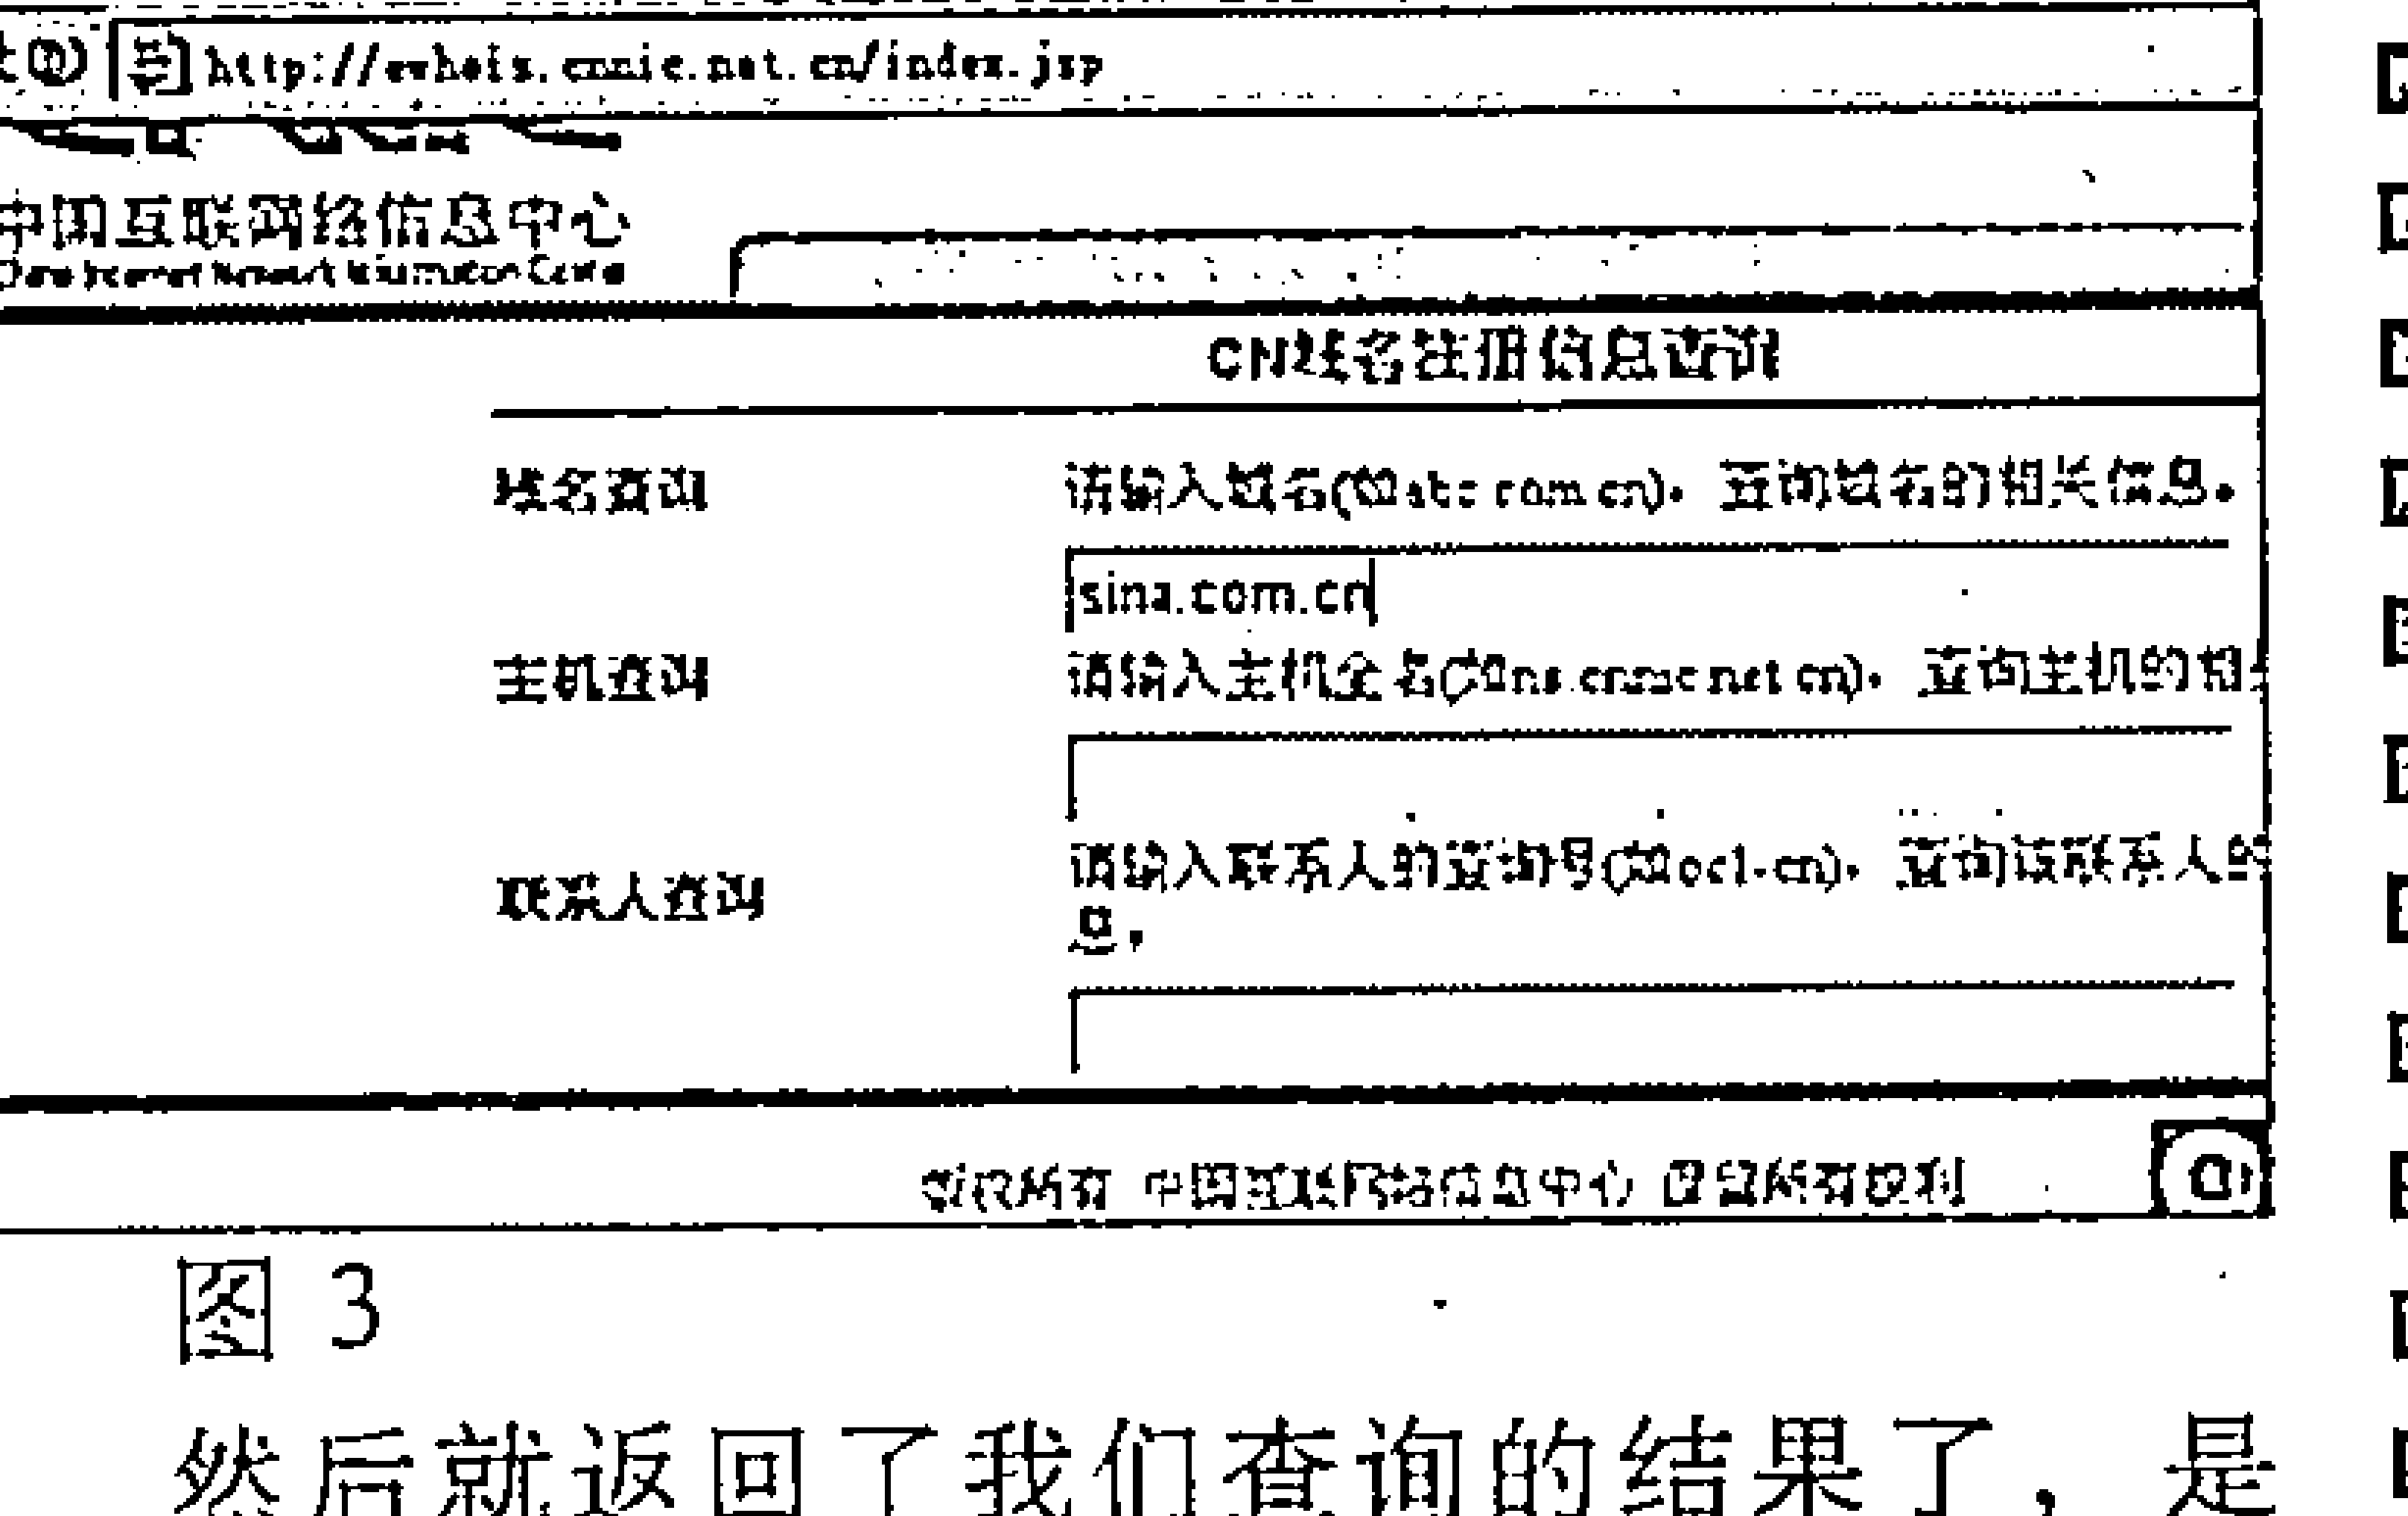 http://ewhois.cnnic.net.cn/index.jsp
中国互联网络信息中心
CN域名注册信息查询
域名查询
请输入域名(如abc.com.cn)，查询域名的相关信息。
sina.com.cn
主机查询
请输入主机全名(如ns.cnnic.net.cn)，查询主机的相
联系人查询
请输入联系人的查询号(如oc1-cn)，查询该联系人的
息，
版权所有 中国互联网络信息中心 保留所有权利
图 3
然后就返回了我们查询的结果了，是